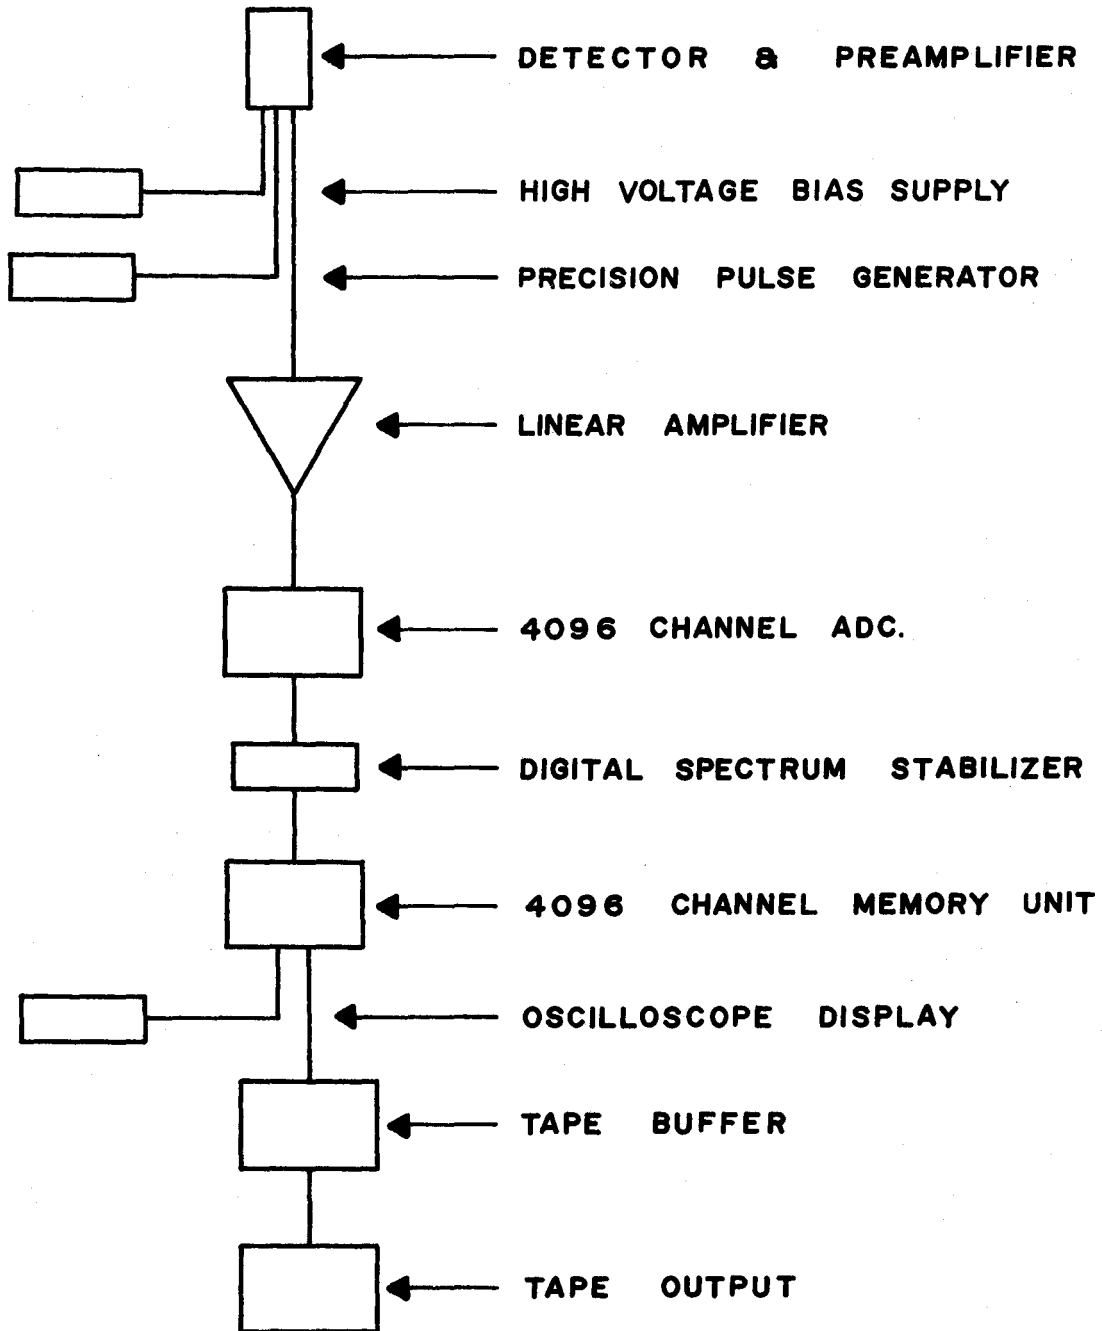 DETECTOR & PREAMPLIFIER
HIGH VOLTAGE BIAS SUPPLY
PRECISION PULSE GENERATOR
LINEAR AMPLIFIER
4096 CHANNEL ADC.
DIGITAL SPECTRUM STABILIZER
4096 CHANNEL MEMORY UNIT
OSCILLOSCOPE DISPLAY
TAPE BUFFER
TAPE OUTPUT